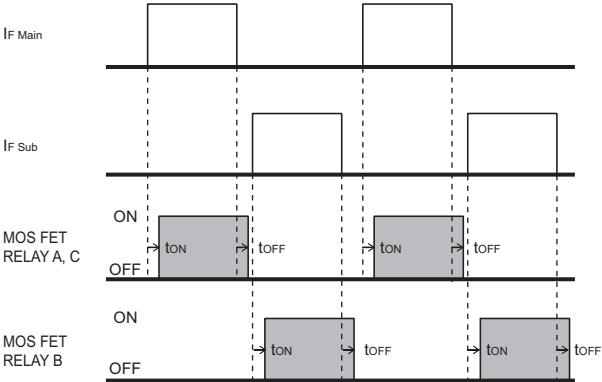 IF Main
IF Sub
ON
MOS FET
RELAY A, C
tON
tOFF
tON
tOFF
OFF
ON
MOS FET
RELAY B
tON
tOFF
tON
tOFF
OFF